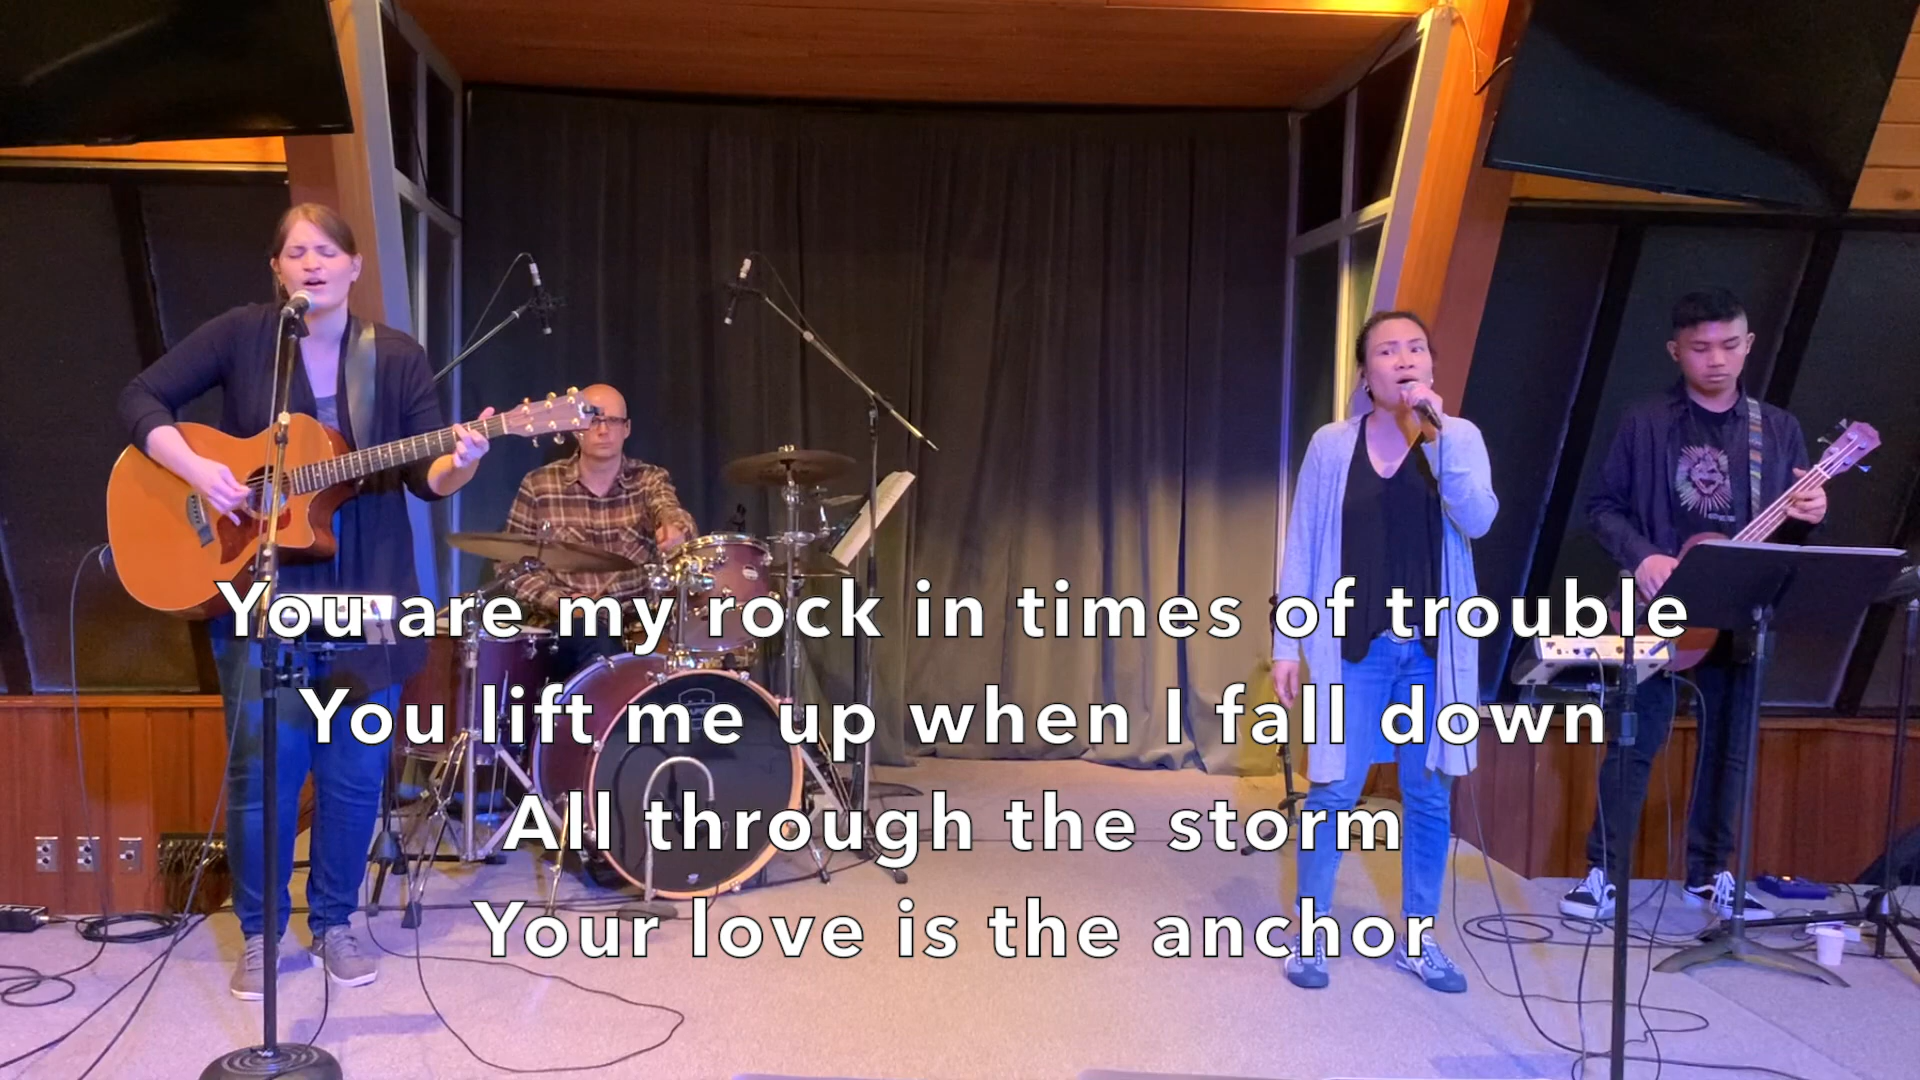 You are my rock in times of trouble
You lift me up when I fall down
All through the storm
Your love is the anchor